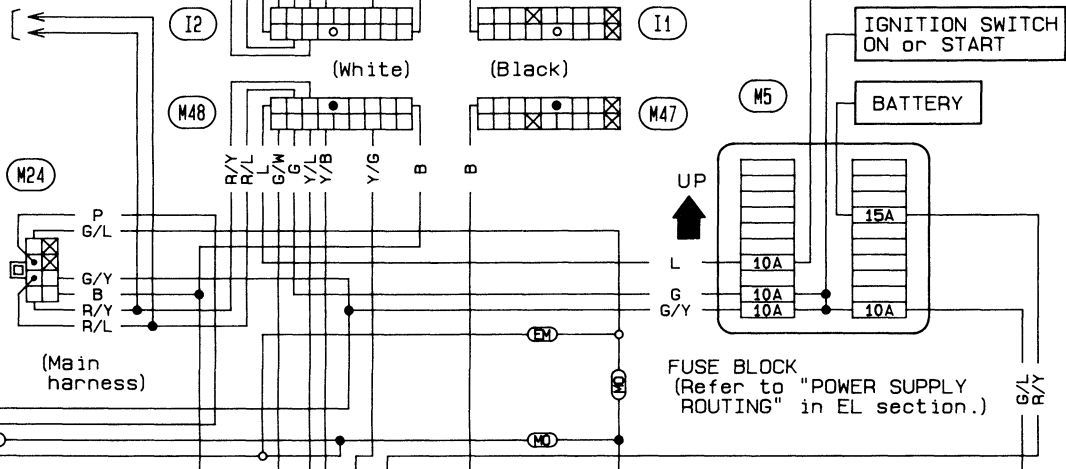 I2
I1
IGNITION SWITCH
ON or START
(White)
(Black)
M48
M47
M5
BATTERY
R/Y
R/L
L
G/W
G
Y/L
Y/B
Y/G
B
B
M24
UP
P
G/L
15A
L
10A
G/Y
B
G
10A
R/Y
G/Y
10A
10A
R/L
EM
(Main
harness)
FUSE BLOCK
(Refer to "POWER SUPPLY
ROUTING" in EL section.)
MO
G/L
R/Y
MO